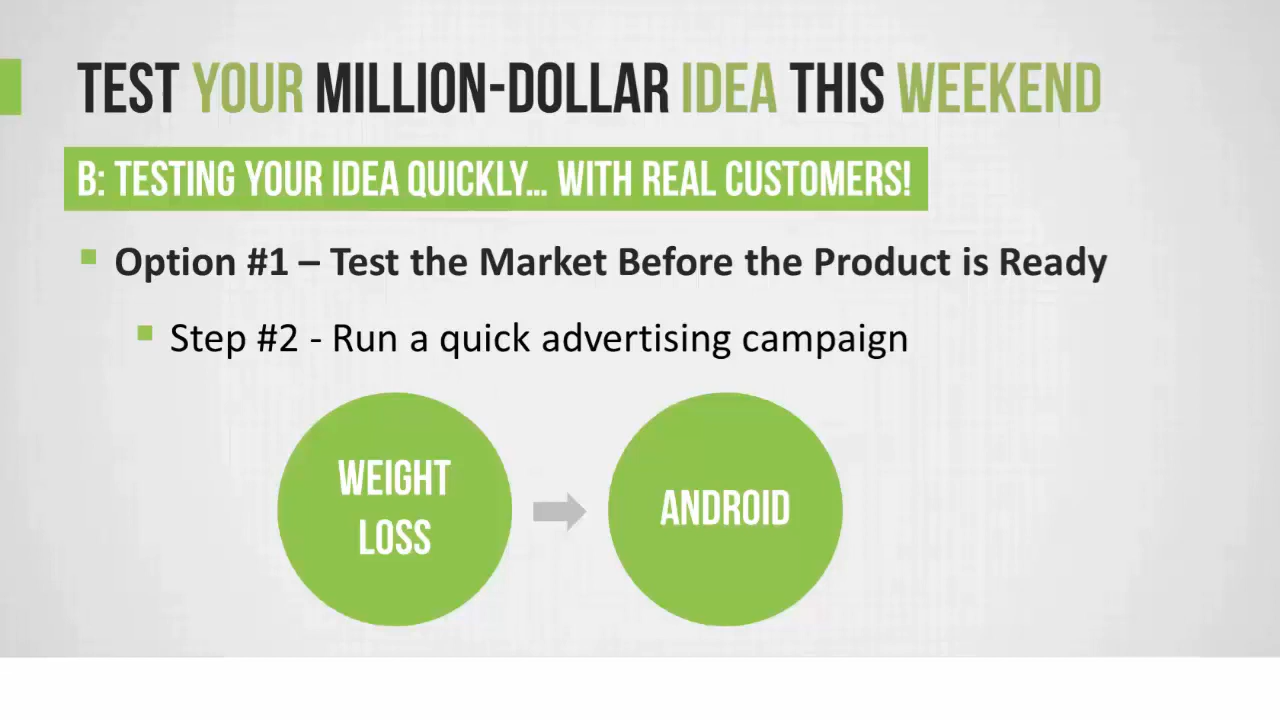 TEST YOUR MILLION-DOLLAR IDEA THIS WEEKEND
B: TESTING YOUR IDEA QUICKLY... WITH REAL CUSTOMERS!
Option #1 – Test the Market Before the Product is Ready
Step #2 - Run a quick advertising campaign
WEIGHT
LOSS
ANDROID